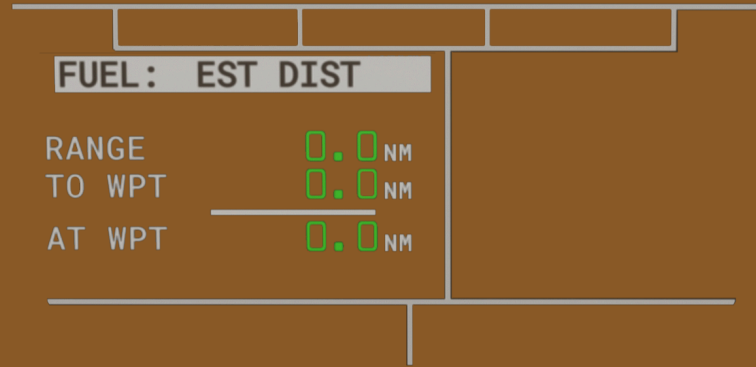 FUEL: EST DIST
RANGE 0.0NM
TO WPT 0.0NM
AT WPT 0.0NM